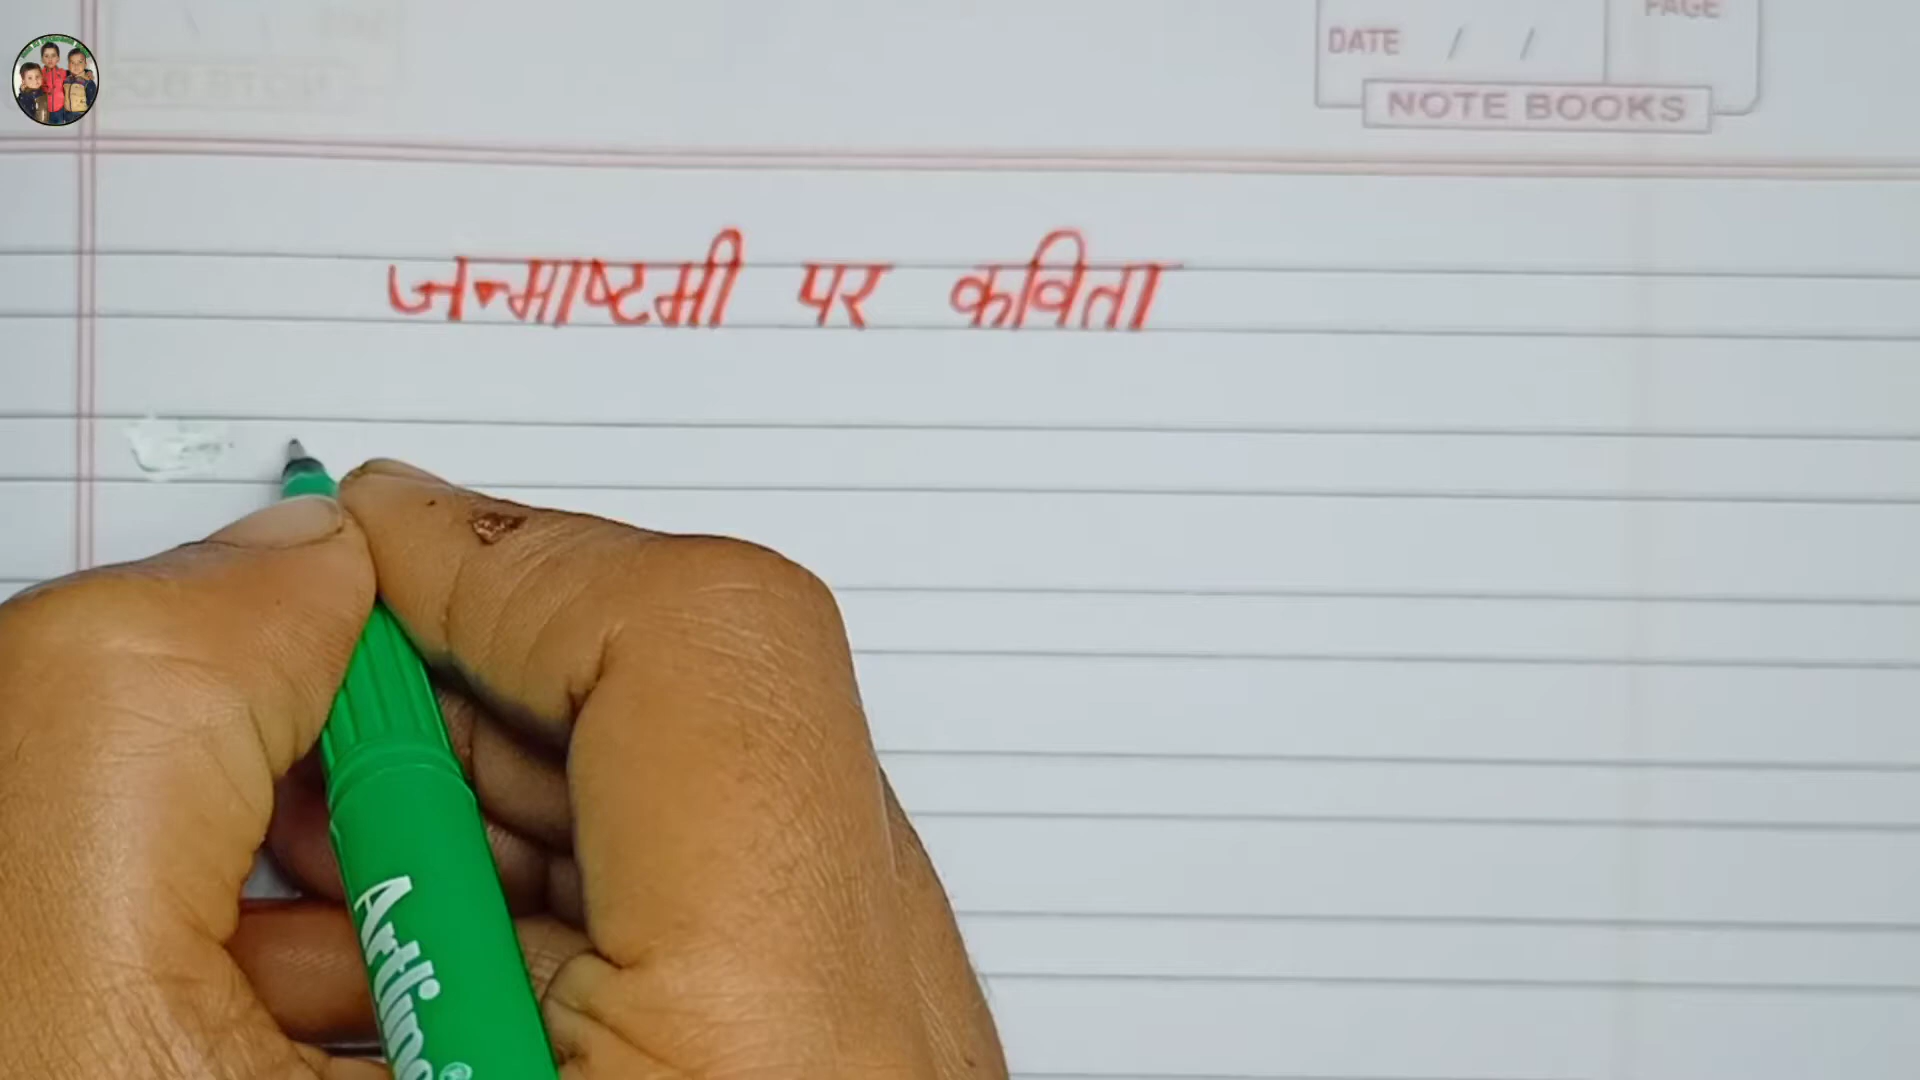 PAGE
DATE / /
NOTE BOOKS
जन्माष्टमी पर कविता
Artline